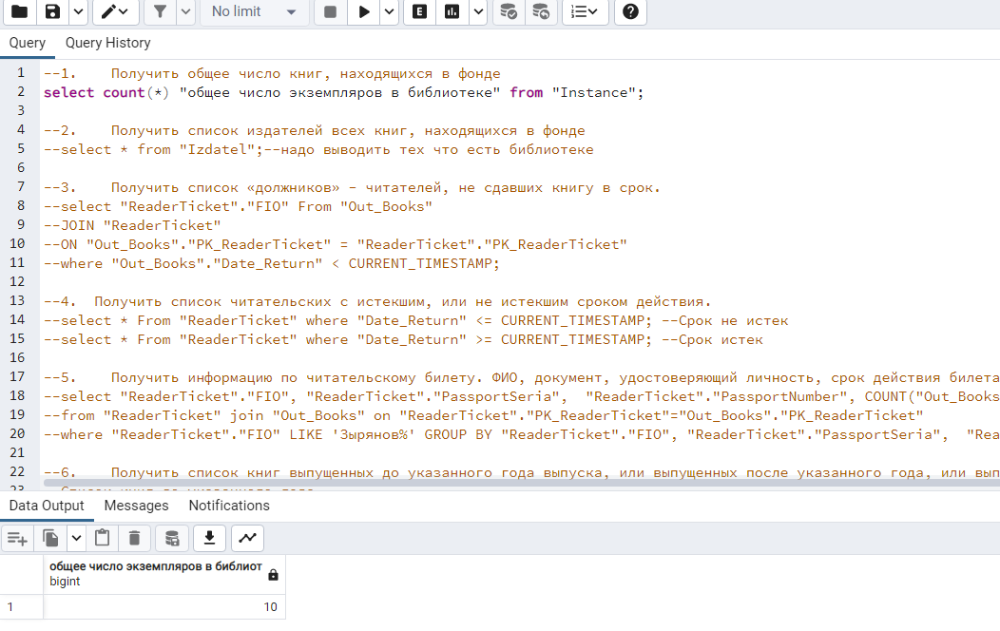 No limit
E
Query Query History
1 --1. Получить общее число книг, находящихся в фонде
2 select count(*) "общее число экземпляров в библиотеке" from "Instance";
3
4 --2. Получить список издателей всех книг, находящихся в фонде
5 --select * from "Izdatel";--надо выводить тех что есть библиотеке
6
7 --3. Получить список «должников» – читателей, не сдавших книгу в срок.
8 --select "ReaderTicket"."FIO" From "Out_Books"
9 --JOIN "ReaderTicket"
10 --ON "Out_Books"."PK_ReaderTicket" = "ReaderTicket"."PK_ReaderTicket"
11 --where "Out_Books"."Date_Return" < CURRENT_TIMESTAMP;
12
13 --4. Получить список читательских с истекшим, или не истекшим сроком действия.
14 --select * From "ReaderTicket" where "Date_Return" <= CURRENT_TIMESTAMP; --Срок не истек
15 --select * From "ReaderTicket" where "Date_Return" >= CURRENT_TIMESTAMP; --Срок истек
16
17 --5. Получить информацию по читательскому билету. ФИО, документ, удостоверяющий личность, срок действия билета
18 --select "ReaderTicket"."FIO", "ReaderTicket"."PassportSeria", "ReaderTicket"."PassportNumber", COUNT("Out_Books
19 --from "ReaderTicket" join "Out_Books" on "ReaderTicket"."PK_ReaderTicket"="Out_Books"."PK_ReaderTicket"
20 --where "ReaderTicket"."FIO" LIKE 'Зырянов%' GROUP BY "ReaderTicket"."FIO", "ReaderTicket"."PassportSeria", "Rea
21
22 --6. Получить список книг выпущенных до указанного года выпуска, или выпущенных после указанного года, или вып
23
Data Output Messages Notifications
общее число экземпляров в библиот
bigint
1 10